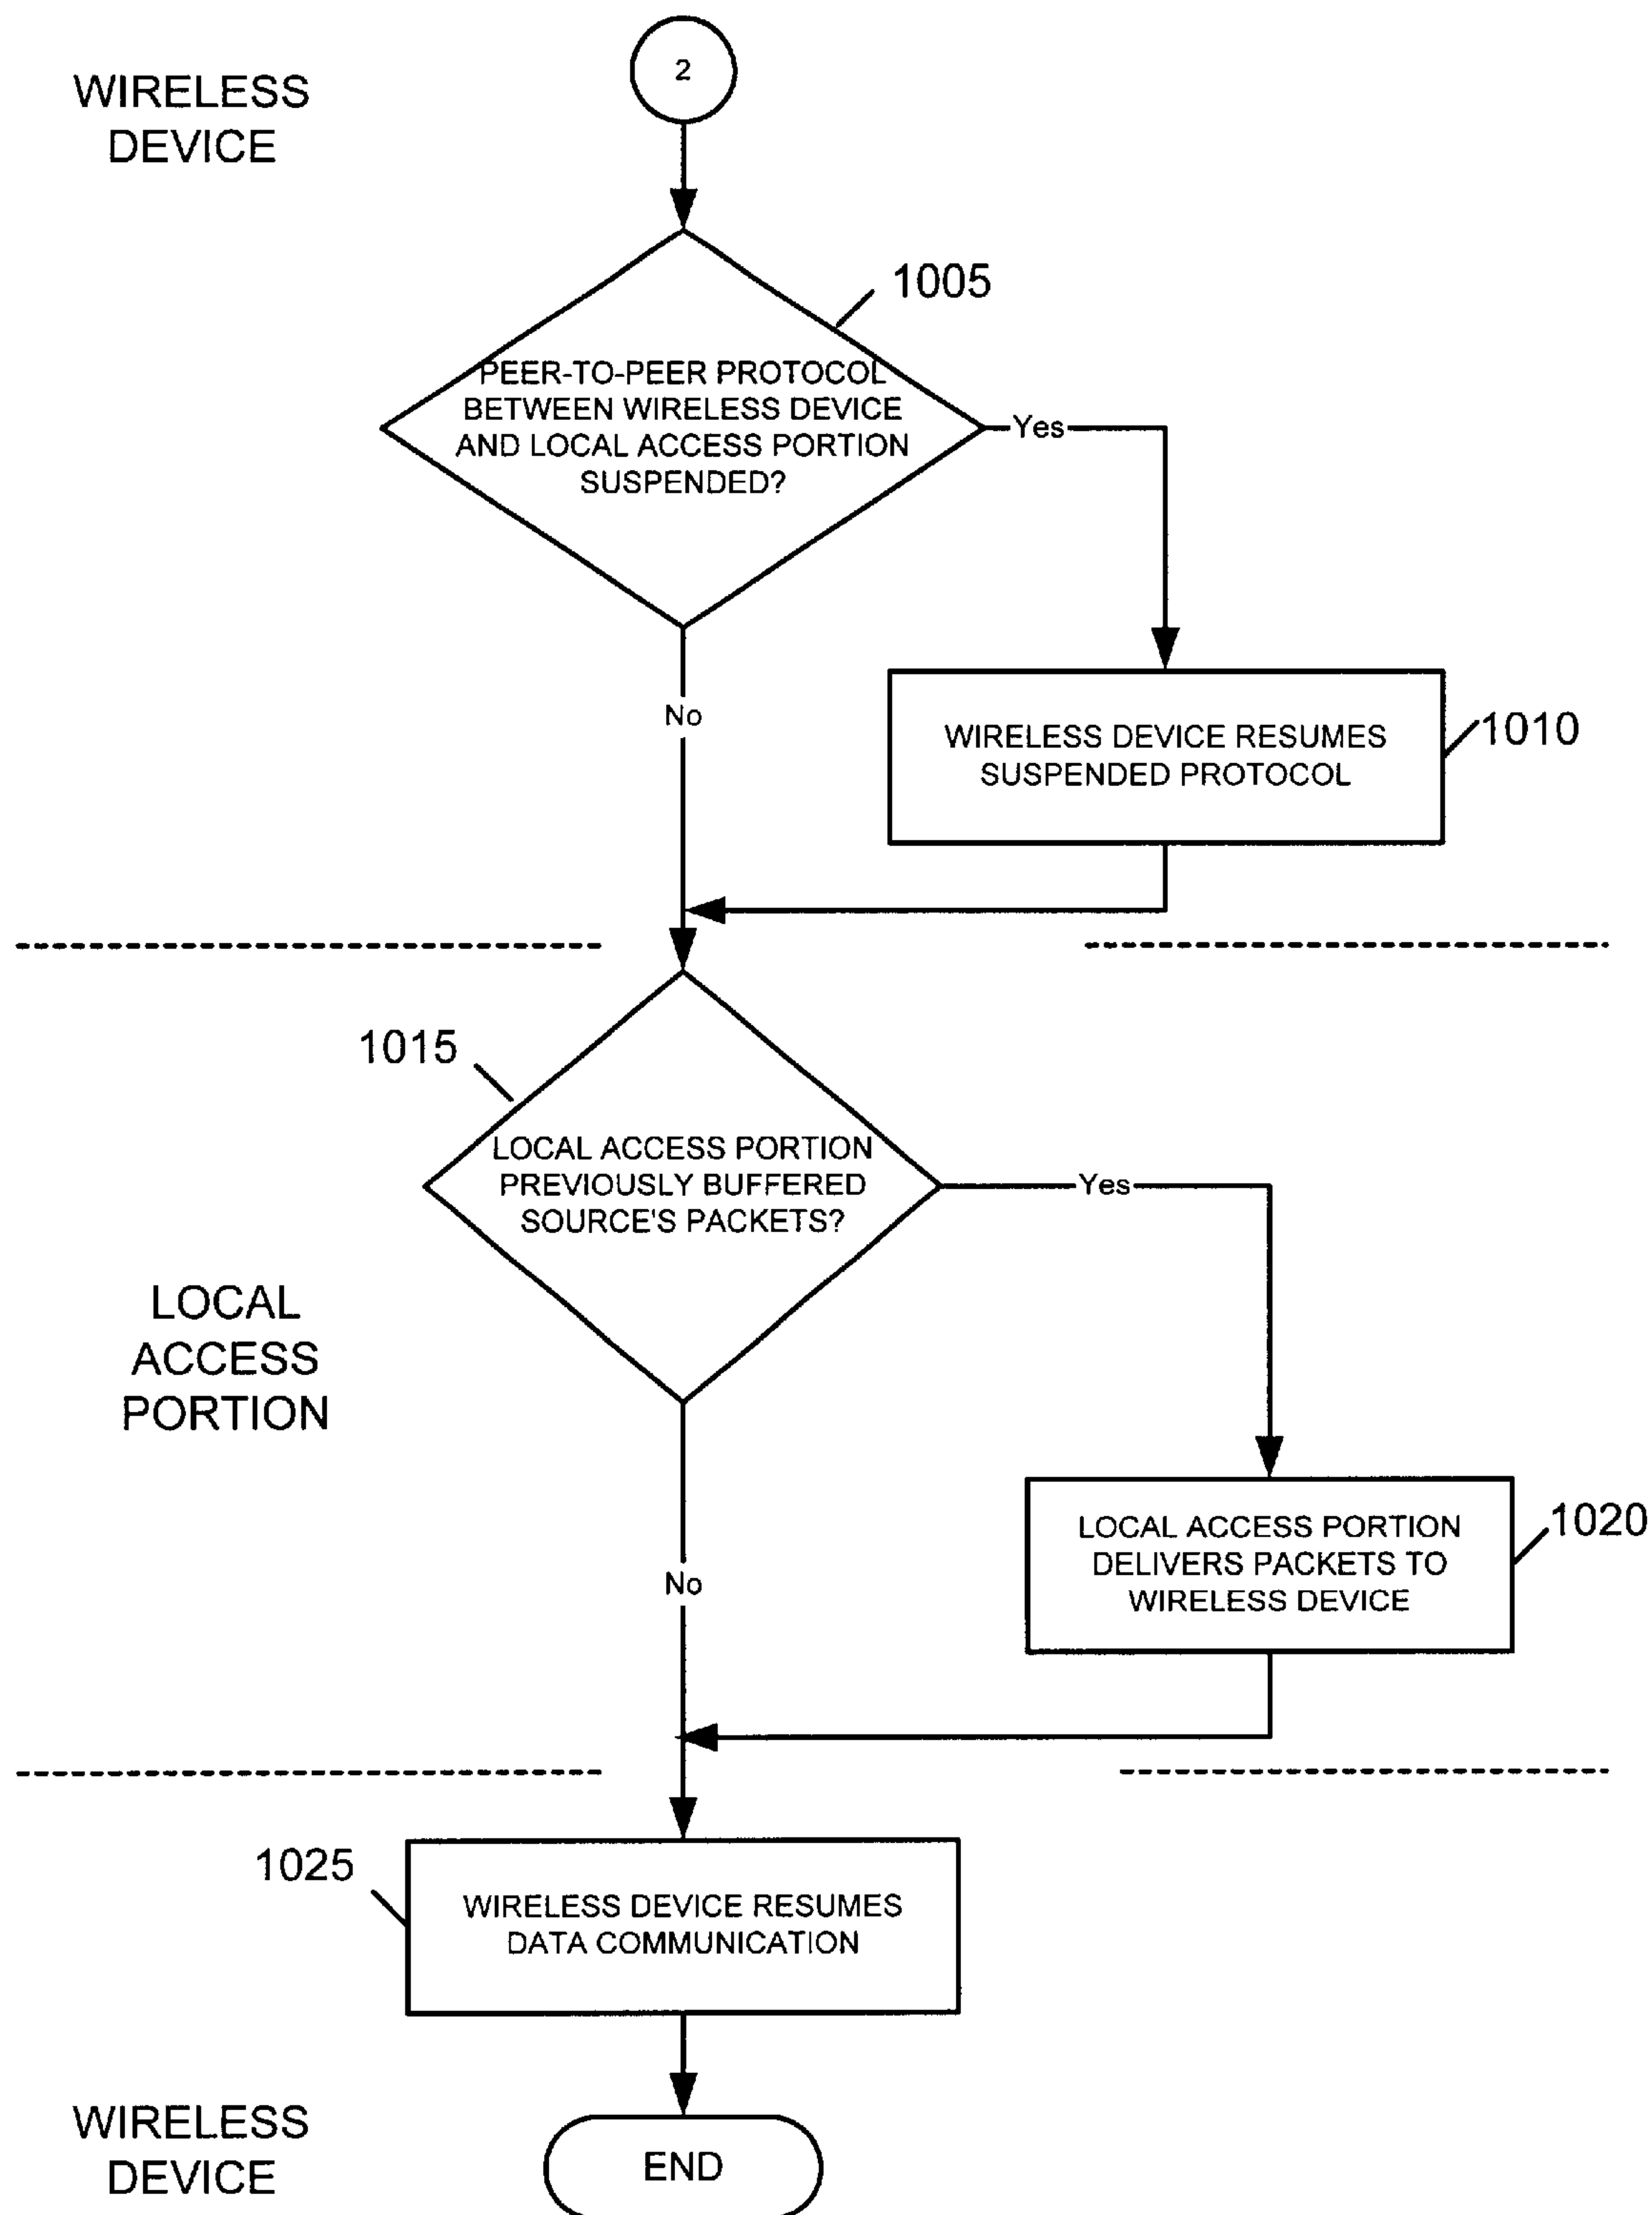 2
WIRELESS
DEVICE
1005
PEER-TO-PEER PROTOCOL
BETWEEN WIRELESS DEVICE
AND LOCAL ACCESS PORTION
SUSPENDED?
Yes
No
WIRELESS DEVICE RESUMES
SUSPENDED PROTOCOL
1010
1015
LOCAL ACCESS PORTION
PREVIOUSLY BUFFERED
SOURCE'S PACKETS?
Yes
LOCAL
ACCESS
PORTION
No
LOCAL ACCESS PORTION
DELIVERS PACKETS TO
WIRELESS DEVICE
1020
1025
WIRELESS DEVICE RESUMES
DATA COMMUNICATION
WIRELESS
DEVICE
END